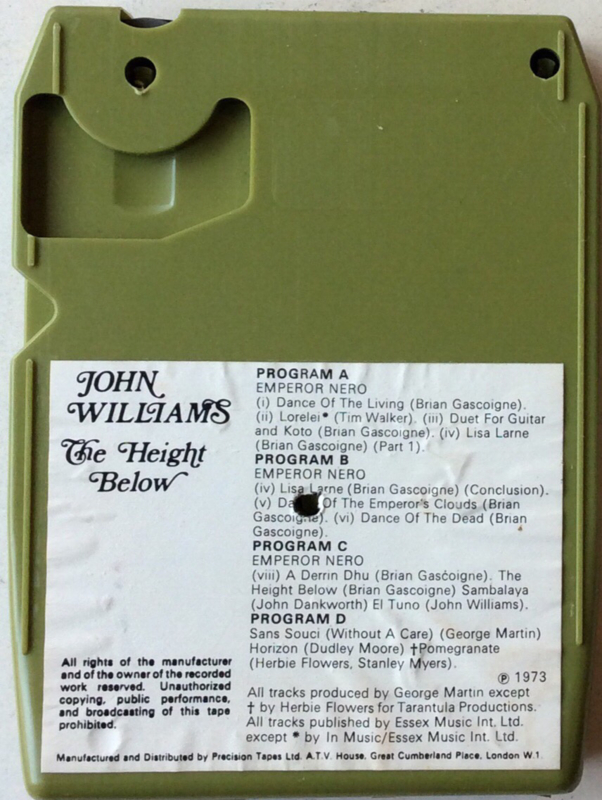 JOHN
WILLIAMS
The Height
Below
All rights of the manufacturer
and of the owner of the recorded
work reserved. Unauthorized
copying, public performance,
and broadcasting of this tape
prohibited.
PROGRAM A
EMPEROR NERO
(i) Dance Of The Living (Brian Gascoigne).
(ii) Lorelei* (Tim Walker). (iii) Duet For Guitar
and Koto (Brian Gascoigne). (iv) Lisa Larne
(Brian Gascoigne) (Part 1).
PROGRAM B
EMPEROR NERO
(iv) Lisa Larne (Brian Gascoigne) (Conclusion).
(v) Of The Emperor's Clouds (Brian
Gascoigne). (vi) Dance Of The Dead (Brian
Gascoigne).
PROGRAM C
EMPEROR NERO
(viii) A Derrin Dhu (Brian Gascoigne). The
Height Below (Brian Gascoigne) Sambalaya
(John Dankworth) El Tuno (John Williams).
PROGRAM D
Sans Souci (Without A Care) (George Martin)
Horizon (Dudley Moore) †Pomegranate
(Herbie Flowers, Stanley Myers).
℗ 1973
All tracks produced by George Martin except
† by Herbie Flowers for Tarantula Productions.
All tracks published by Essex Music Int. Ltd.
except * by In Music/Essex Music Int. Ltd.
Manufactured and Distributed by Precision Tapes Ltd. A.T.V. House, Great Cumberland Place, London W.1.